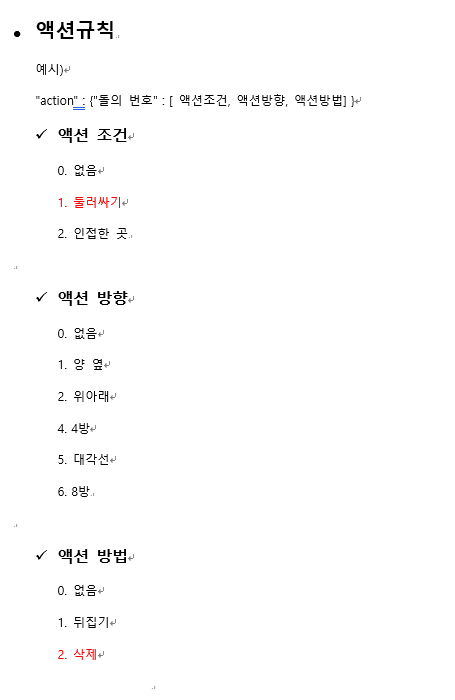 ● 액션규칙
예시)
"action" : {"돌의 번호" : [ 액션조건, 액션방향, 액션방법] }
✓ 액션 조건
0. 없음
1. 둘러싸기
2. 인접한 곳
✓ 액션 방향
0. 없음
1. 양 옆
2. 위아래
4. 4방
5. 대각선
6. 8방
✓ 액션 방법
0. 없음
1. 뒤집기
2. 삭제